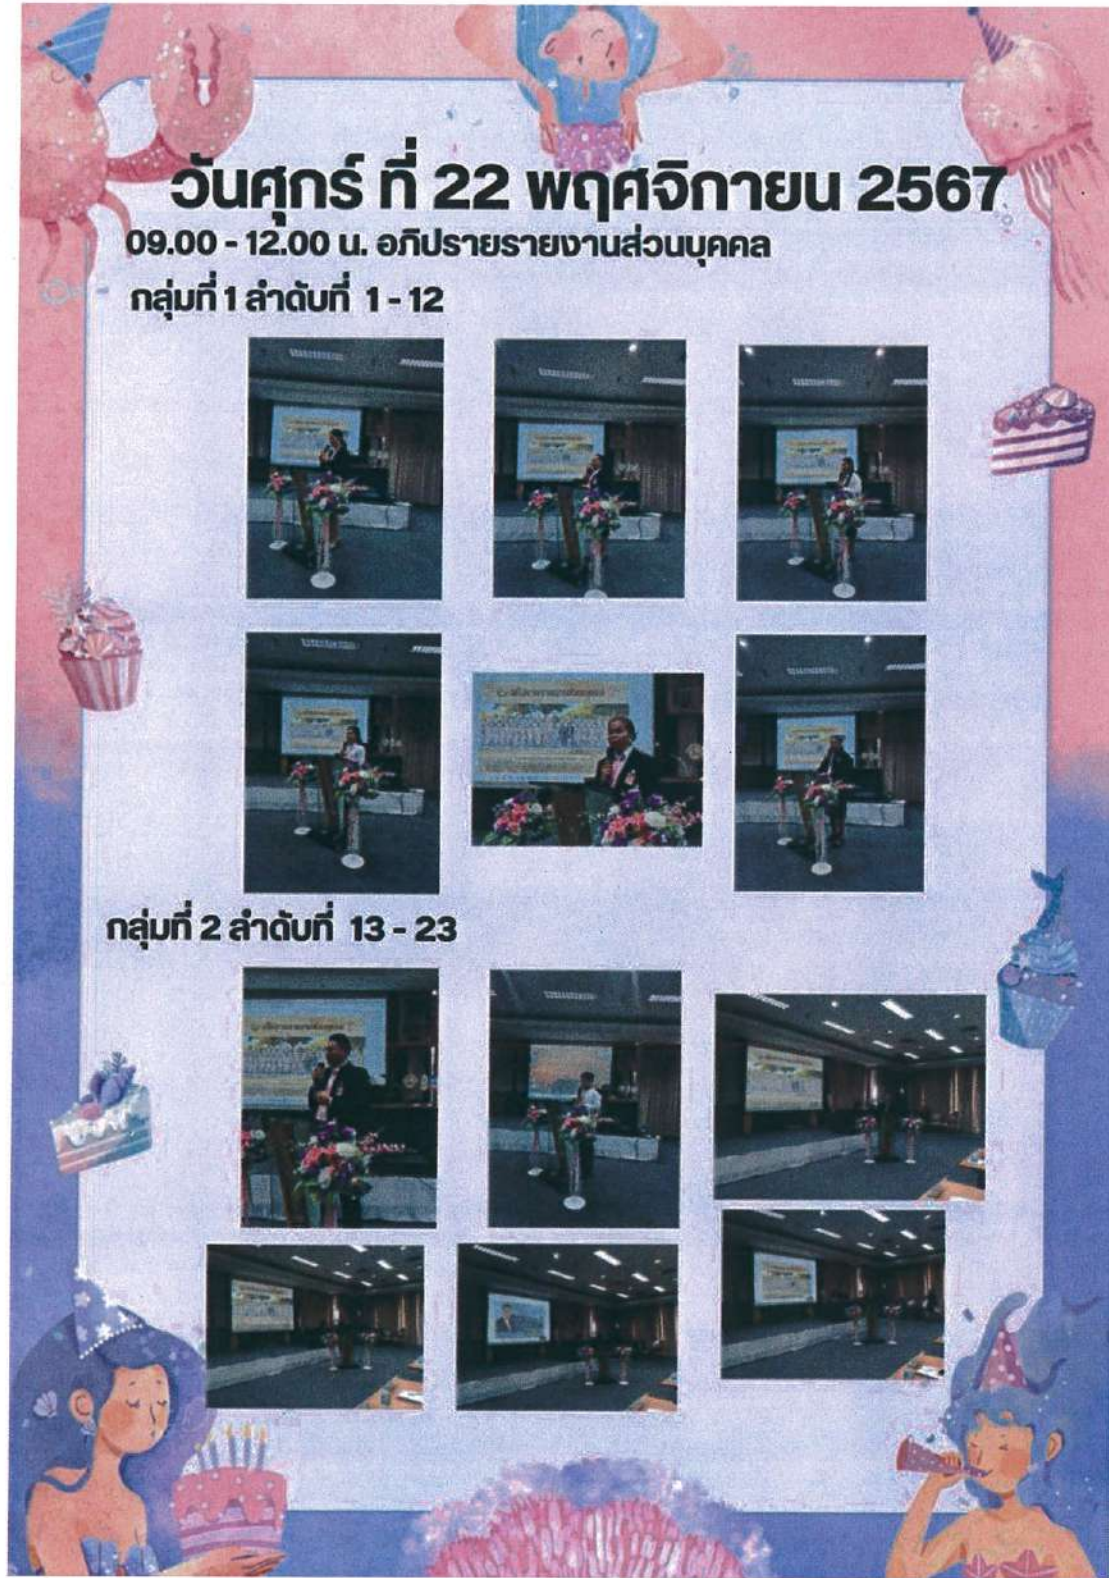 วันศุกร์ ที่ 22 พฤศจิกายน 2567
09.00 - 12.00 น. อภิปรายรายงานส่วนบุคคล
กลุ่มที่ 1 ลำดับที่ 1 - 12
กลุ่มที่ 2 ลำดับที่ 13 - 23